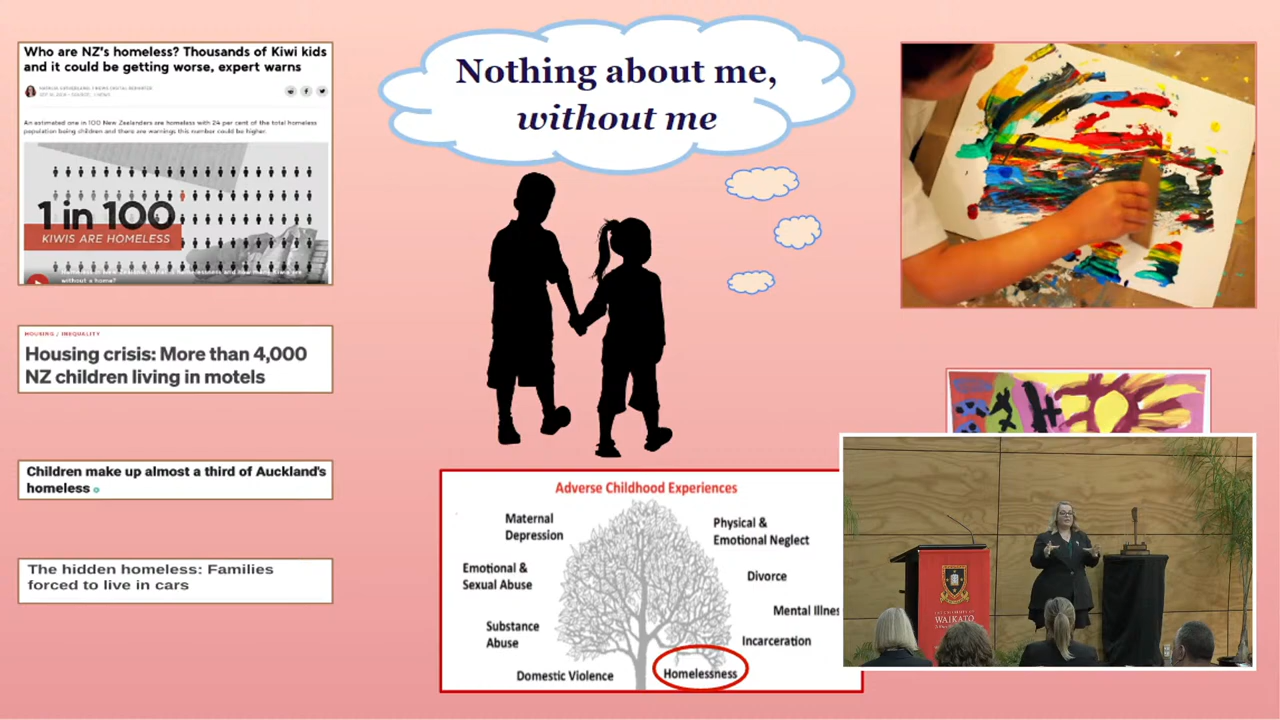 Who are NZ's homeless? Thousands of Kiwi kids
and it could be getting worse, expert warns
An estimated one in 100 New Zealanders are homeless with 24 per cent of the total homeless
population being children and there are warnings this number could be higher.
1 in 100
KIWIS ARE HOMELESS
without a home?
HOUSING / INEQUALITY
Housing crisis: More than 4,000
NZ children living in motels
Children make up almost a third of Auckland's
homeless
The hidden homeless: Families
forced to live in cars
Nothing about me,
without me
Adverse Childhood Experiences
Maternal
Depression
Physical &
Emotional Neglect
Emotional &
Sexual Abuse
Divorce
Mental Illnes
Substance
Abuse
Incarceration
Domestic Violence
Homelessness
THE UNIVERSITY OF
WAIKATO